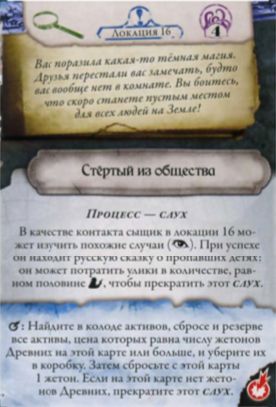 Локация 16
4
Вас поразила какая-то тёмная магия.
Друзья перестали вас замечать, будто
вас вообще нет в комнате. Вы боитесь,
что скоро станете пустым местом
для всех людей на Земле!
Стёртый из общества
Процесс — слух
В качестве контакта сыщик в локации 16 мо-
жет изучить похожие случаи ( ). При успехе
он находит русскую сказку о пропавших детях:
он может потратить улики в количестве, рав-
ном половине , чтобы прекратить этот слух.
: Найдите в колоде активов, сбросе и резерве
все активы, цена которых равна числу жетонов
Древних на этой карте или больше, и уберите их
в коробку. Затем сбросьте с этой карты
1 жетон. Если на этой карте нет жето-
нов Древних, прекратите этот слух.